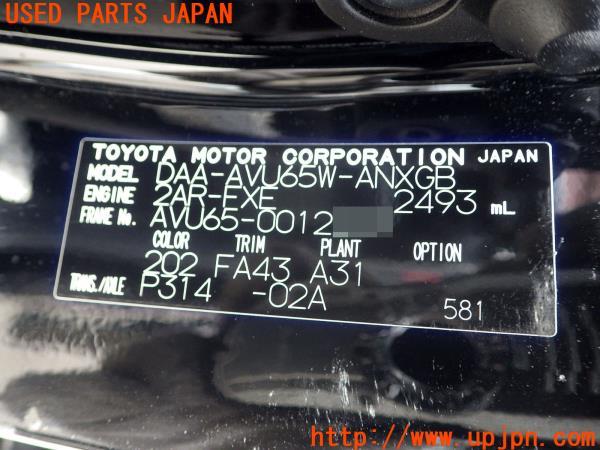 USED PARTS JAPAN
TOYOTA MOTOR CORPORATION JAPAN
MODEL DAA-AVU65W-ANXGB
ENGINE 2AR-FXE 2493 mL
FRAME No. AVU65-0012
COLOR TRIM PLANT OPTION
202 FA43 A31
TRANS./AXLE P314 -02A 581
http://www.upjpn.com